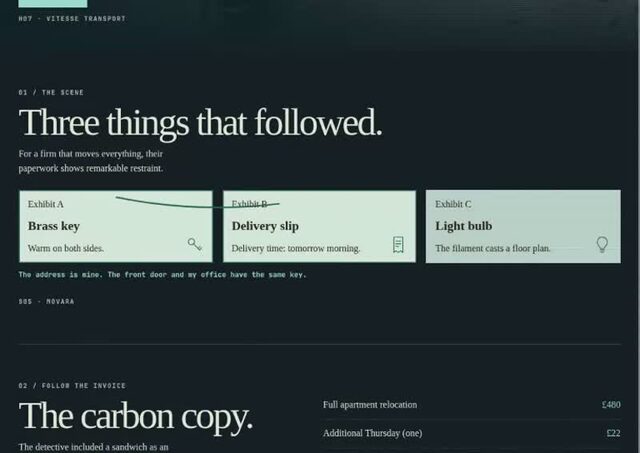 H07 · VITESSE TRANSPORT
01 / THE SCENE
Three things that followed.
For a firm that moves everything, their
paperwork shows remarkable restraint.
Exhibit A
Brass key
Warm on both sides.
Exhibit B
Delivery slip
Delivery time: tomorrow morning.
Exhibit C
Light bulb
The filament casts a floor plan.
The address is mine. The front door and my office have the same key.
S05 · MOVARA
02 / FOLLOW THE INVOICE
The carbon copy.
The detective included a sandwich as an
Full apartment relocation £480
Additional Thursday (one) £22